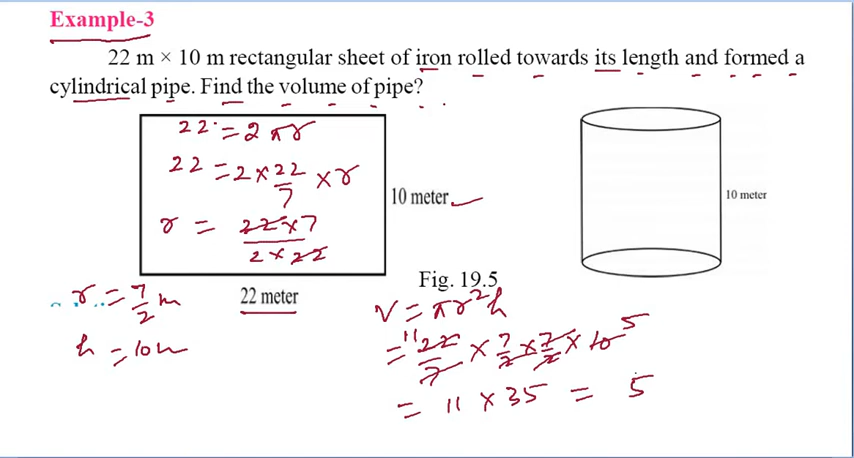 Example-3
22 m × 10 m rectangular sheet of iron rolled towards its length and formed a
cylindrical pipe. Find the volume of pipe?
22 = 2πr
22 = 2 × 22/7 × r
r = 22×7 / 2×22
10 meter
10 meter
22 meter
Fig. 19.5
r = 7/2 m
h = 10m
V = πr²h
= 11 22/7 × 7/2 × 7/2 × 10 5
= 11 × 35 = 5